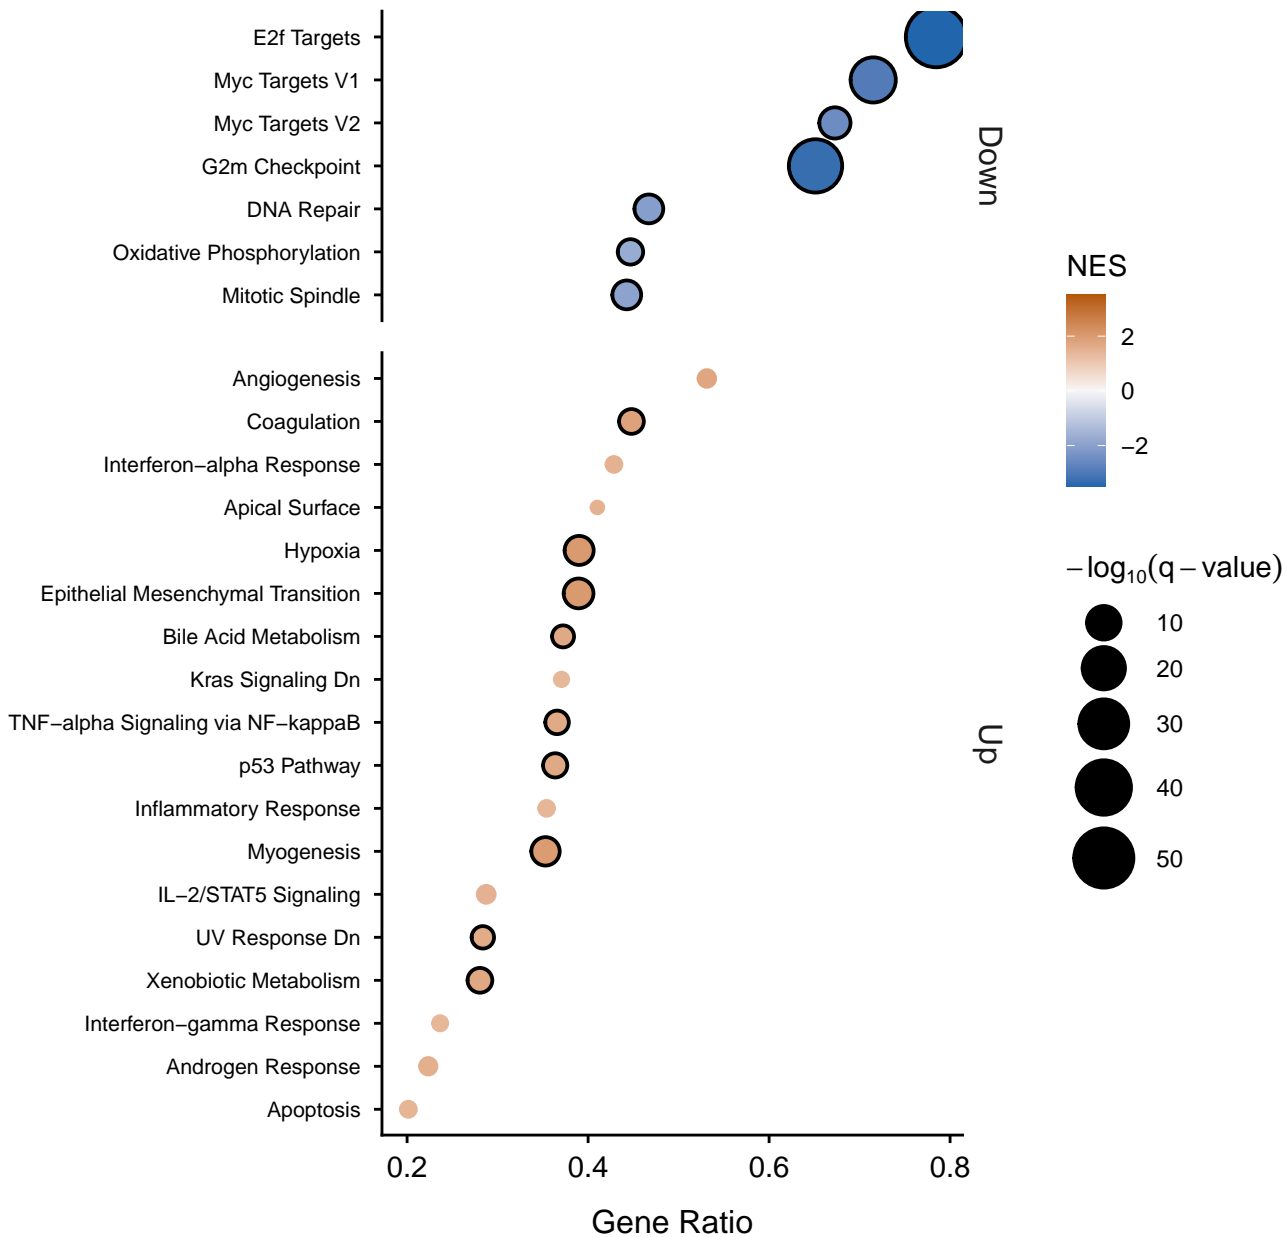 E2f Targets
Myc Targets V1
Myc Targets V2
G2m Checkpoint
DNA Repair
Oxidative Phosphorylation
Mitotic Spindle
Down
Angiogenesis
Coagulation
Interferon−alpha Response
Apical Surface
Hypoxia
Epithelial Mesenchymal Transition
Bile Acid Metabolism
Kras Signaling Dn
TNF−alpha Signaling via NF−kappaB
p53 Pathway
Inflammatory Response
Myogenesis
IL−2/STAT5 Signaling
UV Response Dn
Xenobiotic Metabolism
Interferon−gamma Response
Androgen Response
Apoptosis
Up
0.2 0.4 0.6 0.8
Gene Ratio
NES
2
0
−2
−log₁₀(q−value)
10
20
30
40
50